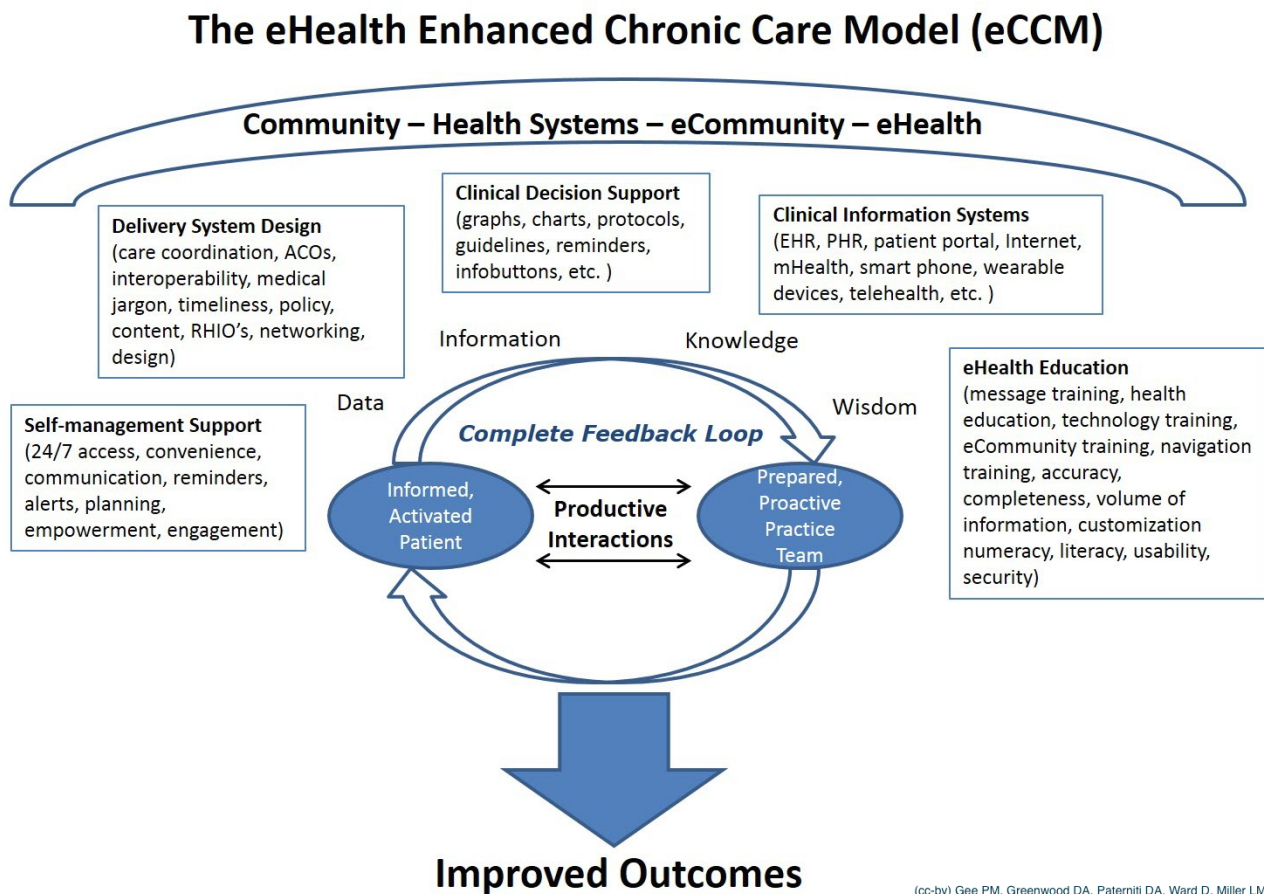 The eHealth Enhanced Chronic Care Model (eCCM)
Community – Health Systems – eCommunity – eHealth
Clinical Decision Support
(graphs, charts, protocols,
guidelines, reminders,
infobuttons, etc. )
Delivery System Design
(care coordination, ACOs,
interoperability, medical
jargon, timeliness, policy,
content, RHIO's, networking,
design)
Clinical Information Systems
(EHR, PHR, patient portal, Internet,
mHealth, smart phone, wearable
devices, telehealth, etc. )
Information
Knowledge
Data
Wisdom
Self-management Support
(24/7 access, convenience,
communication, reminders,
alerts, planning,
empowerment, engagement)
eHealth Education
(message training, health
education, technology training,
eCommunity training, navigation
training, accuracy,
completeness, volume of
information, customization
numeracy, literacy, usability,
security)
Complete Feedback Loop
Informed,
Activated
Patient
Productive
Interactions
Prepared,
Proactive
Practice
Team
Improved Outcomes
(cc-by) Gee PM, Greenwood DA, Paterniti DA, Ward D, Miller LM